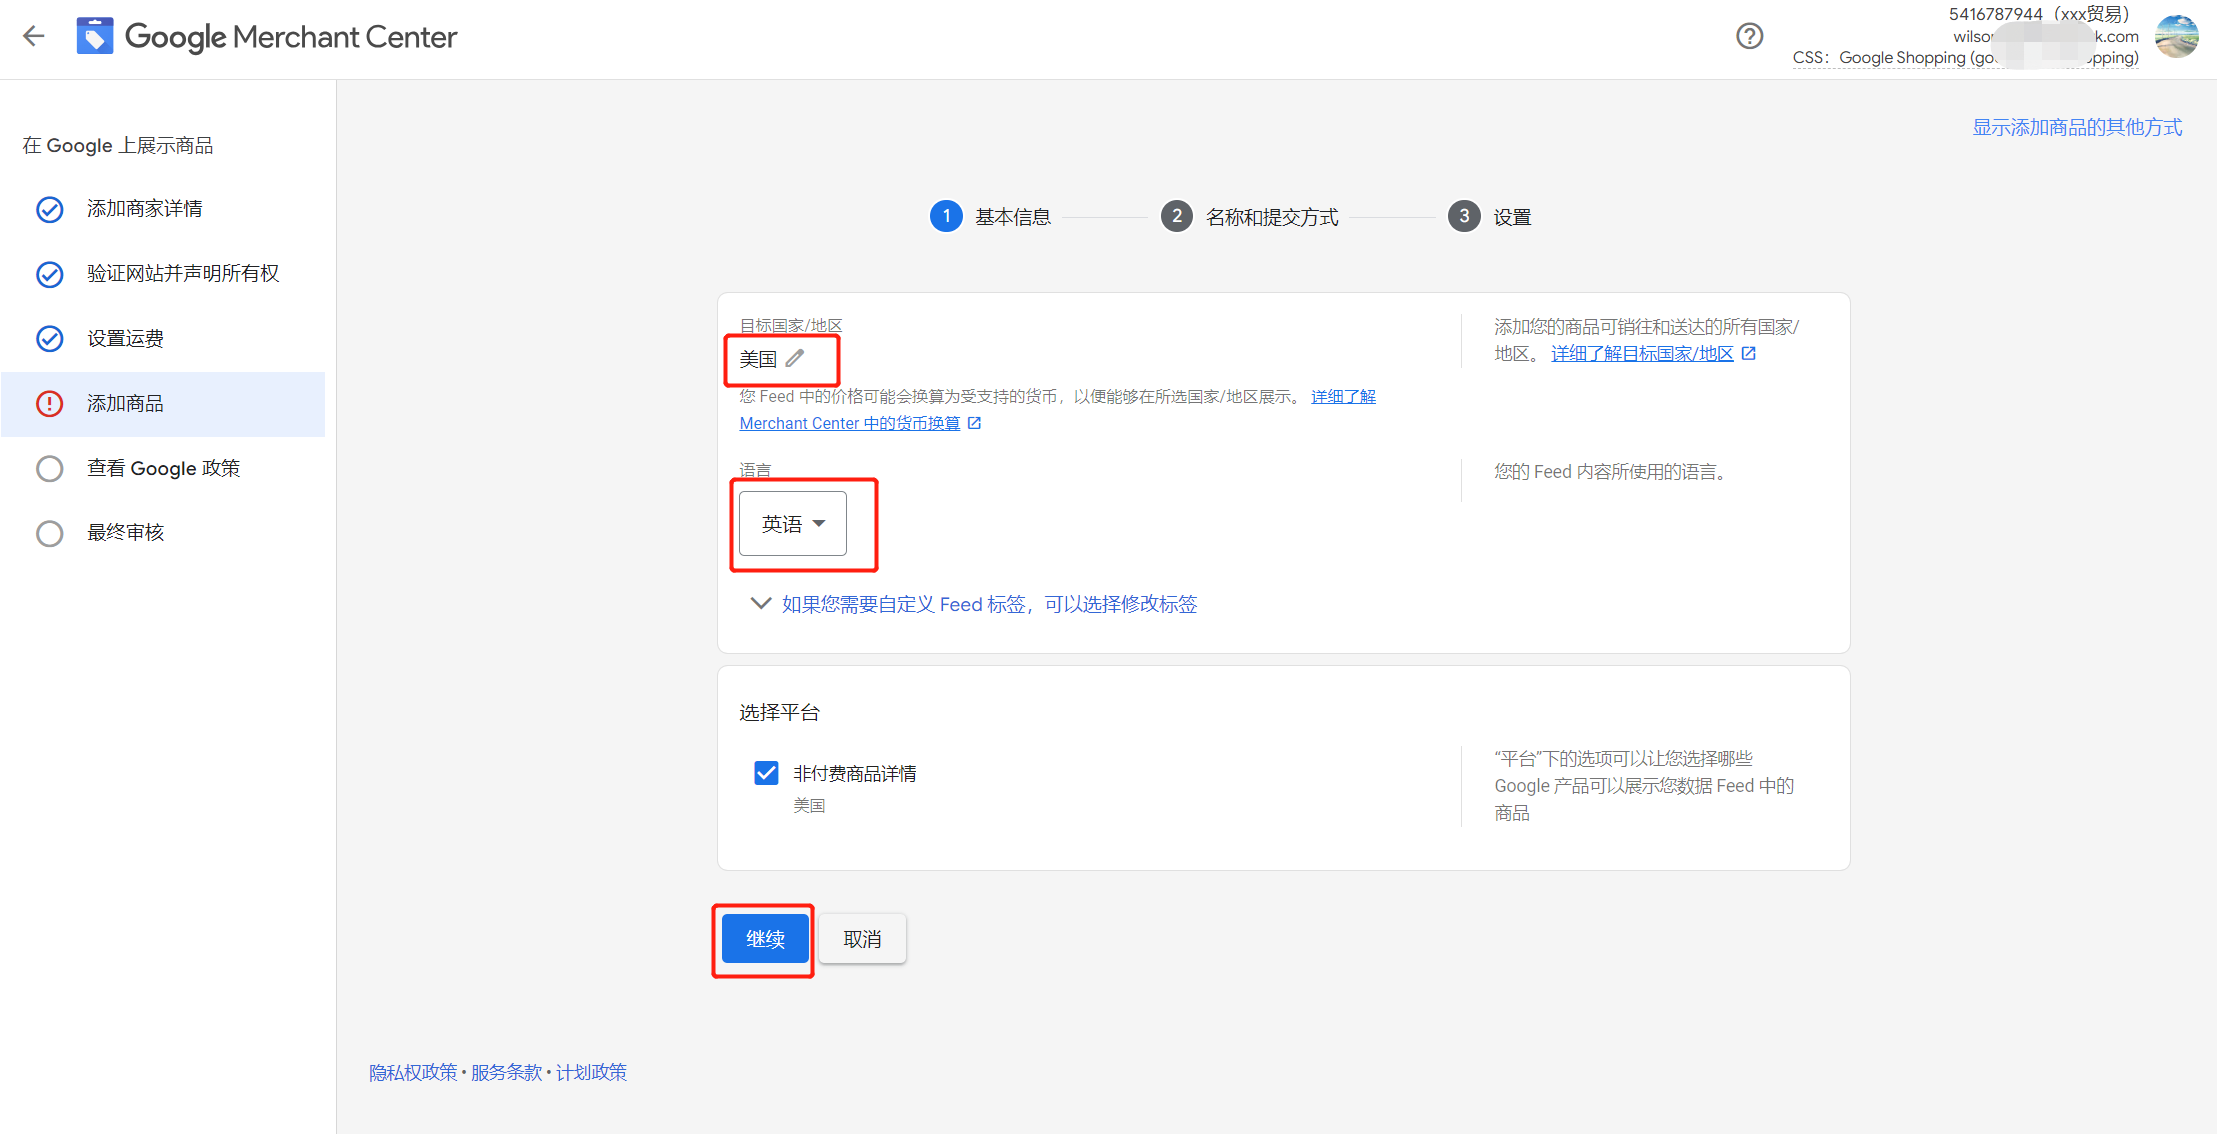 Google Merchant Center
5416787944（xxx贸易）
CSS：Google Shopping
在 Google 上展示商品
添加商家详情
验证网站并声明所有权
设置运费
添加商品
查看 Google 政策
最终审核
显示添加商品的其他方式
1 基本信息
2 名称和提交方式
3 设置
目标国家/地区
美国
您 Feed 中的价格可能会换算为受支持的货币，以便能够在所选国家/地区展示。 详细了解
Merchant Center 中的货币换算
添加您的商品可销往和送达的所有国家/
地区。 详细了解目标国家/地区
语言
英语
您的 Feed 内容所使用的语言。
如果您需要自定义 Feed 标签，可以选择修改标签
选择平台
非付费商品详情
美国
“平台”下的选项可以让您选择哪些
Google 产品可以展示您数据 Feed 中的
商品
继续
取消
隐私权政策 • 服务条款 • 计划政策